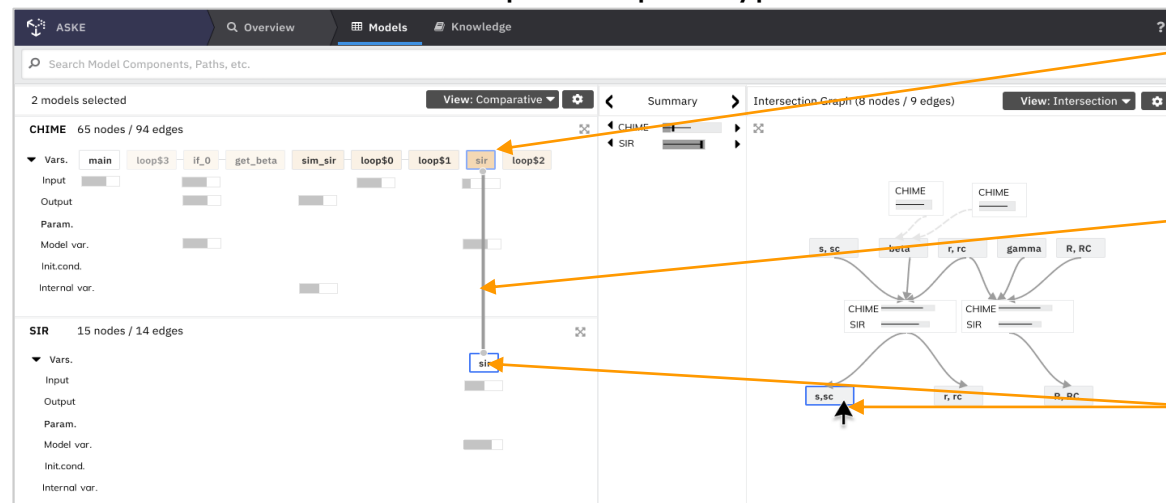 ASKE Overview Models Knowledge ?
Search Model Components, Paths, etc.
2 models selected View: Comparative Summary Intersection Graph (8 nodes / 9 edges) View: Intersection
CHIME 65 nodes / 94 edges
CHIME
SIR
Vars. main loop$3 if_0 get_beta sim_sir loop$0 loop$1 sir loop$2
Input
Output
Param.
Model var.
Init.cond.
Internal var.
CHIME CHIME
s, sc beta r, rc gamma R, RC
CHIME CHIME
SIR SIR
s,sc r, rc R, RC
SIR 15 nodes / 14 edges
Vars. sir
Input
Output
Param.
Model var.
Init.cond.
Internal var.